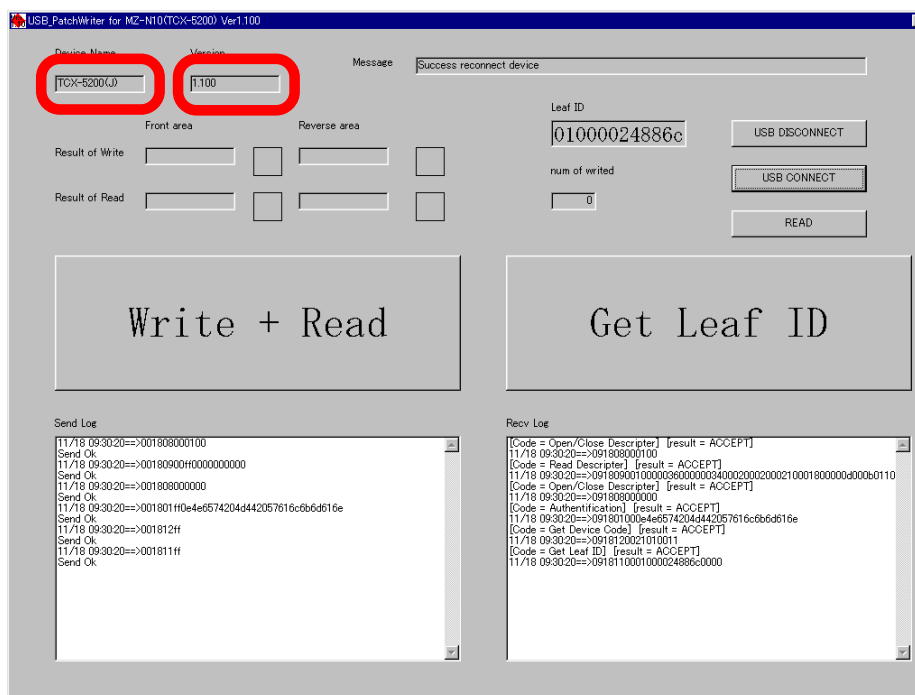 USB_PatchWriter for MZ-N10(TCX-5200) Ver1.100
Device Name
Version
Message
Success reconnect device
TCX-5200(J)
1.100
Leaf ID
01000024886c
USB DISCONNECT
Front area
Reverse area
Result of Write
num of writed
USB CONNECT
Result of Read
0
READ
Write + Read
Get Leaf ID
Send Log
11/18 09:30:20==>001808000100
Send Ok
11/18 09:30:20==>00180900ff0000000000
Send Ok
11/18 09:30:20==>001808000000
Send Ok
11/18 09:30:20==>001801ff0e4e6574204d442057616c6b6d616e
Send Ok
11/18 09:30:20==>001812ff
Send Ok
11/18 09:30:20==>001811ff
Send Ok
Recv Log
[Code = Open/Close Descripter] [result = ACCEPT]
11/18 09:30:20==>091808000100
[Code = Read Descripter] [result = ACCEPT]
11/18 09:30:20==>09180900100000360000003400020002000210001800000d000b0110
[Code = Open/Close Descripter] [result = ACCEPT]
11/18 09:30:20==>091808000000
[Code = Authentification] [result = ACCEPT]
11/18 09:30:20==>091801000e4e6574204d442057616c6b6d616e
[Code = Get Device Code] [result = ACCEPT]
11/18 09:30:20==>0918120021010011
[Code = Get Leaf ID] [result = ACCEPT]
11/18 09:30:20==>0918110001000024886c0000